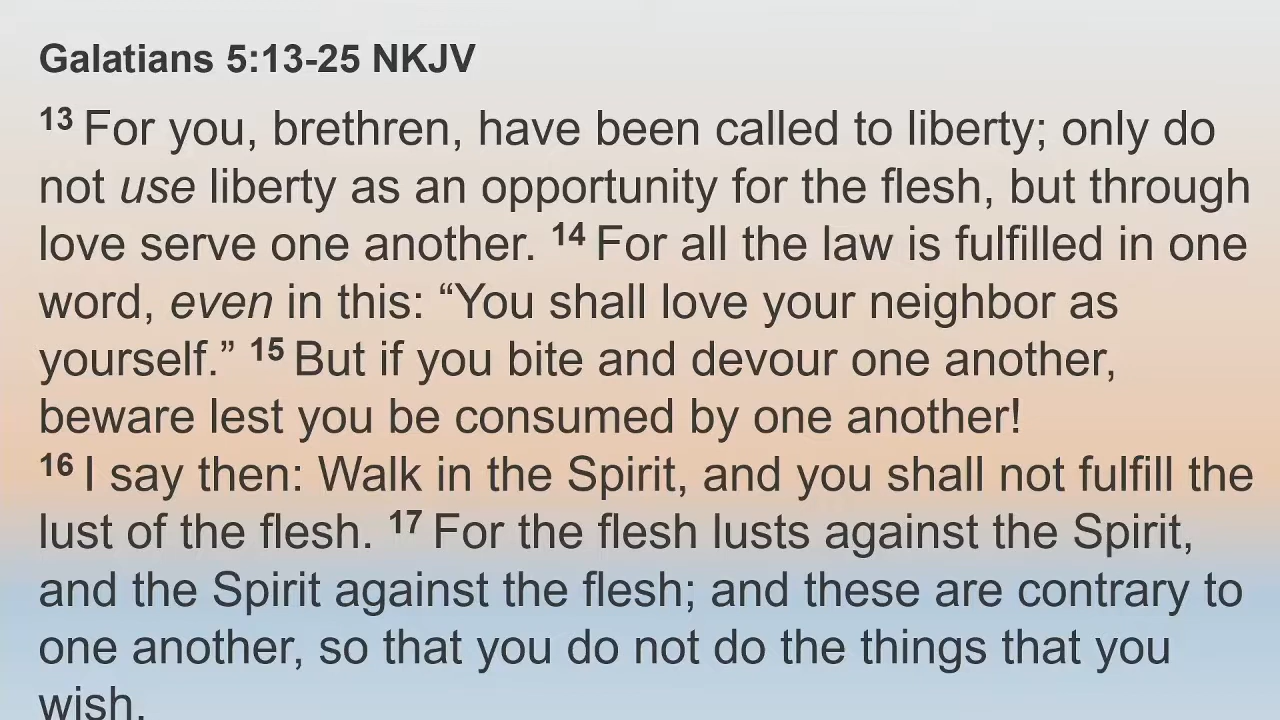 Galatians 5:13-25 NKJV
13 For you, brethren, have been called to liberty; only do
not use liberty as an opportunity for the flesh, but through
love serve one another. 14 For all the law is fulfilled in one
word, even in this: “You shall love your neighbor as
yourself.” 15 But if you bite and devour one another,
beware lest you be consumed by one another!
16 I say then: Walk in the Spirit, and you shall not fulfill the
lust of the flesh. 17 For the flesh lusts against the Spirit,
and the Spirit against the flesh; and these are contrary to
one another, so that you do not do the things that you
wish.